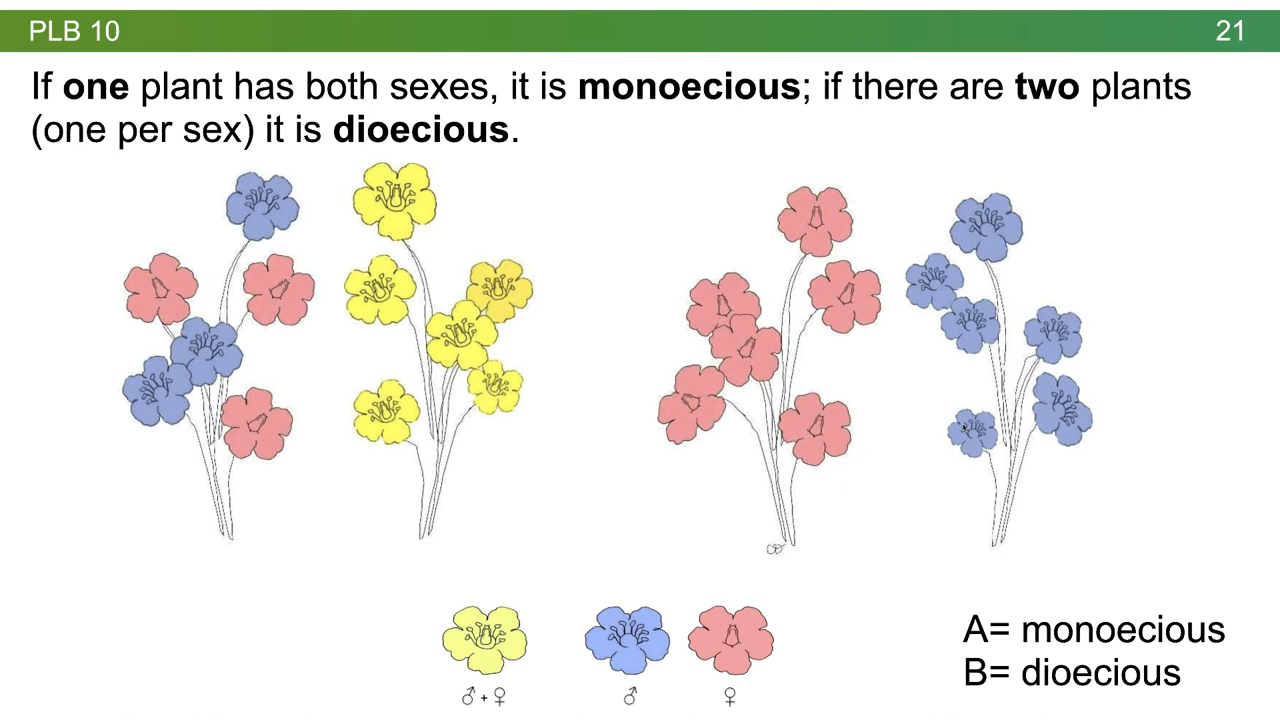 PLB 10
21
If one plant has both sexes, it is monoecious; if there are two plants
(one per sex) it is dioecious.
♂ + ♀
♂
♀
A= monoecious
B= dioecious